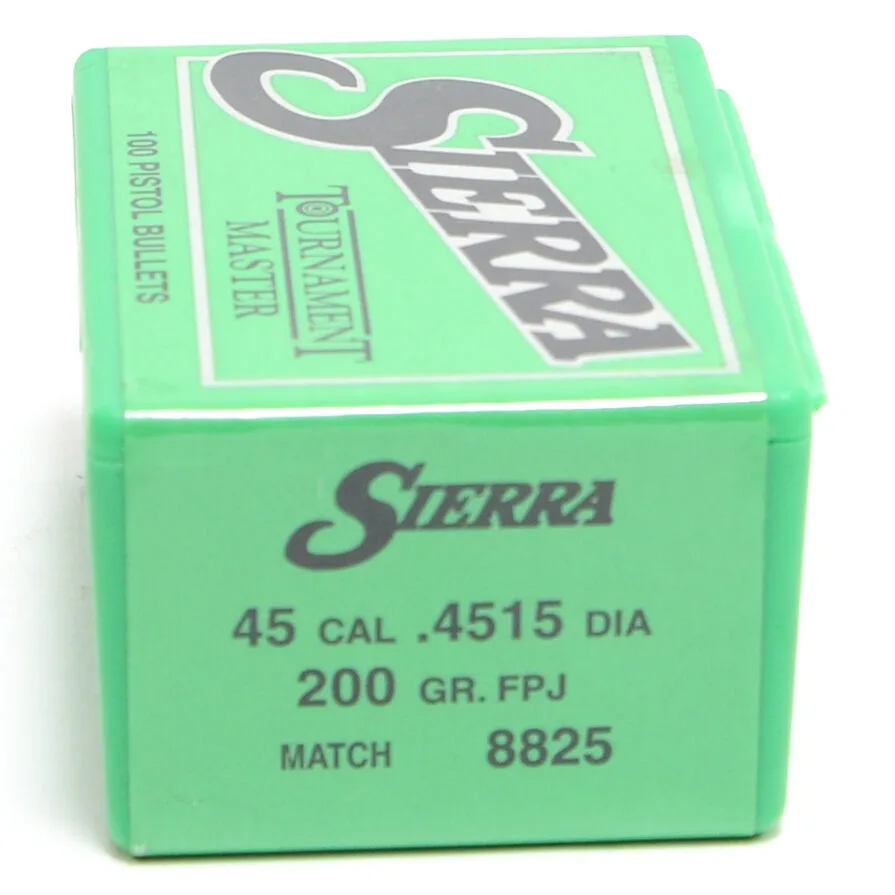 SIERRA
TOURNAMENT
MASTER
100 PISTOL BULLETS
SIERRA
45 CAL .4515 DIA
200 GR. FPJ
MATCH 8825